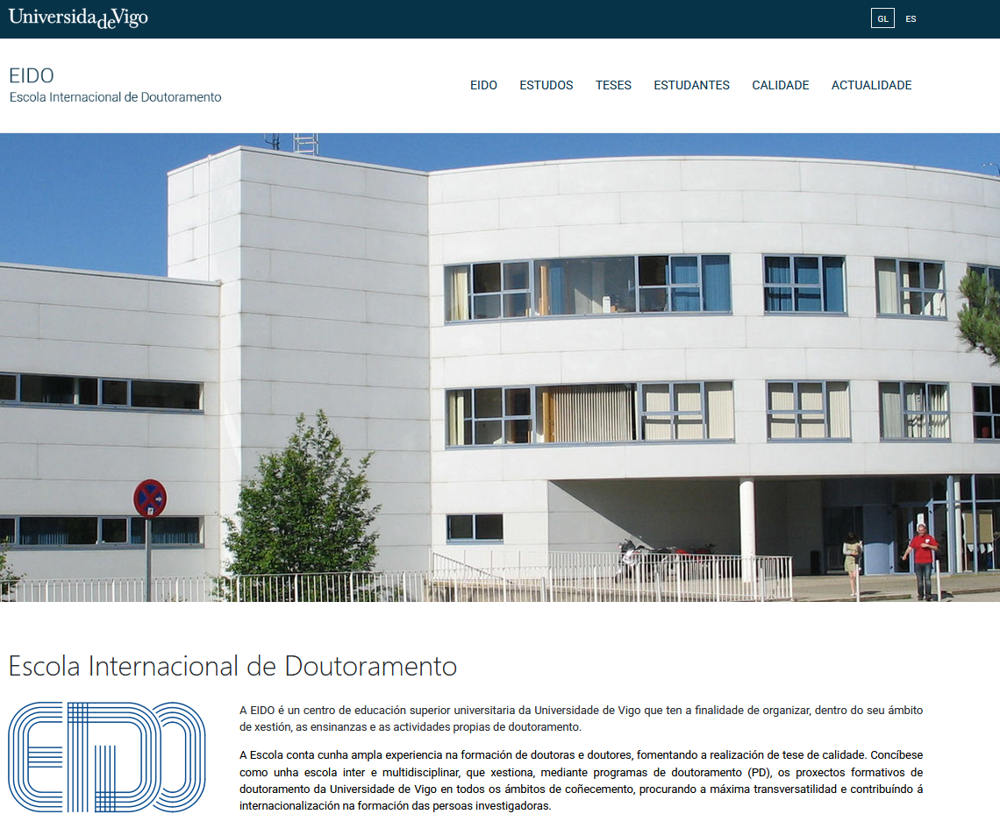 Universidade Vigo
GL ES
EIDO
Escola Internacional de Doutoramento
EIDO ESTUDOS TESES ESTUDANTES CALIDADE ACTUALIDADE
Escola Internacional de Doutoramento
EIDO
A EIDO é un centro de educación superior universitaria da Universidade de Vigo que ten a finalidade de organizar, dentro do seu ámbito
de xestión, as ensinanzas e as actividades propias de doutoramento.
A Escola conta cunha ampla experiencia na formación de doutoras e doutores, fomentando a realización de tese de calidade. Concíbese
como unha escola inter e multidisciplinar, que xestiona, mediante programas de doutoramento (PD), os proxectos formativos de
doutoramento da Universidade de Vigo en todos os ámbitos de coñecemento, procurando a máxima transversatilidad e contribuíndo á
internacionalización na formación das persoas investigadoras.